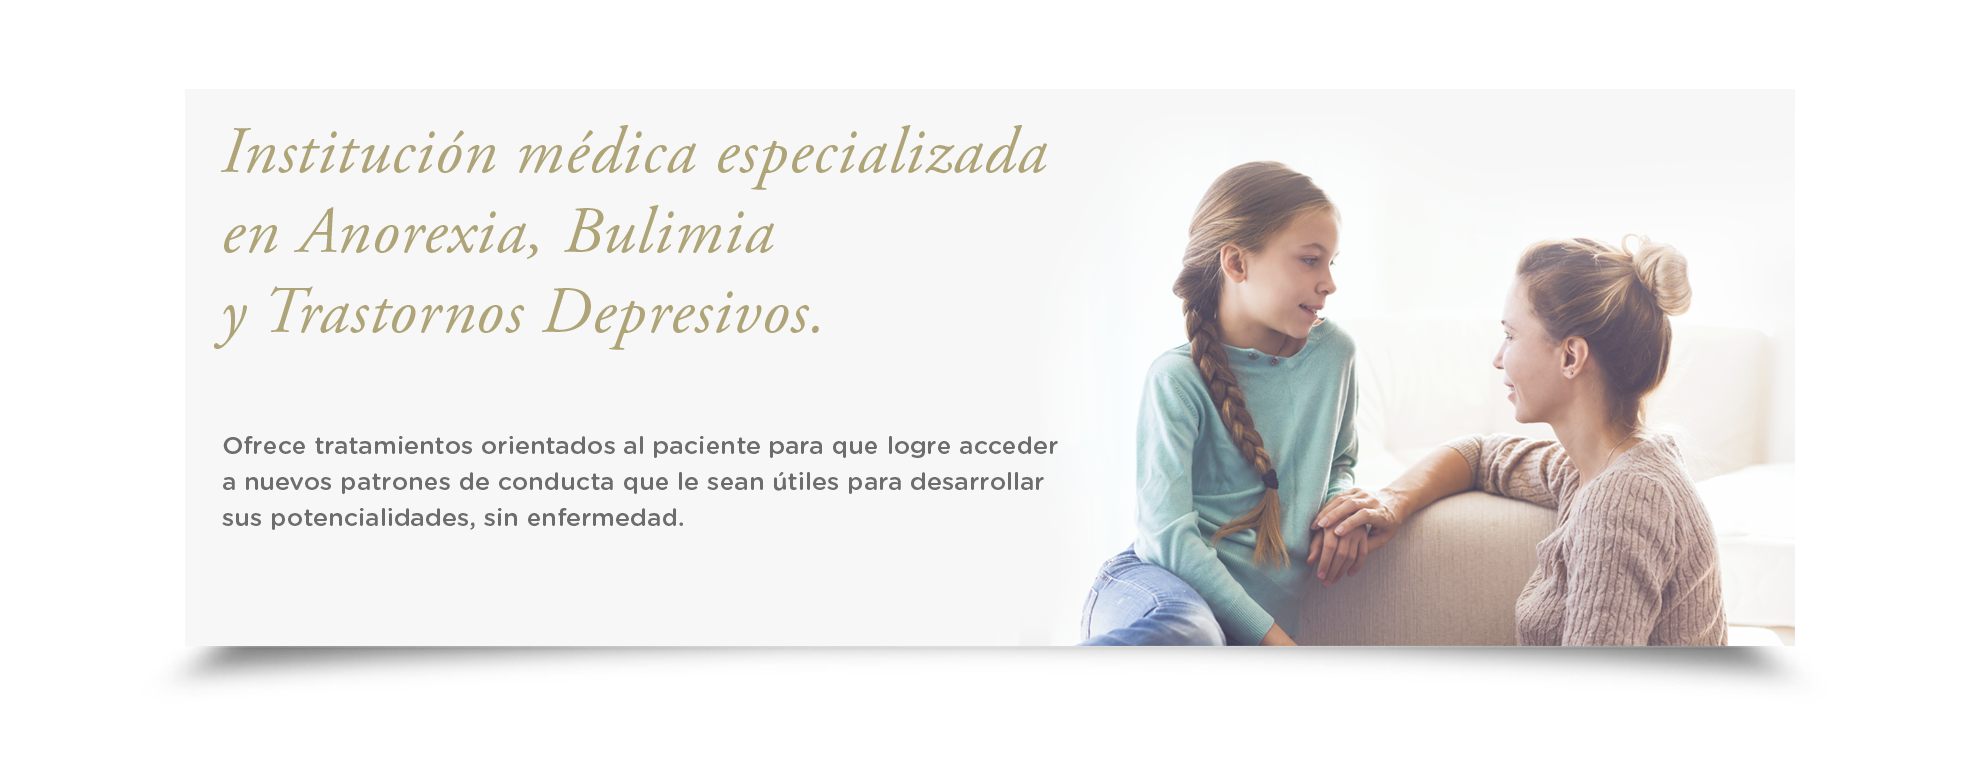 Institución médica especializada
en Anorexia, Bulimia
y Trastornos Depresivos.
Ofrece tratamientos orientados al paciente para que logre acceder
a nuevos patrones de conducta que le sean útiles para desarrollar
sus potencialidades, sin enfermedad.